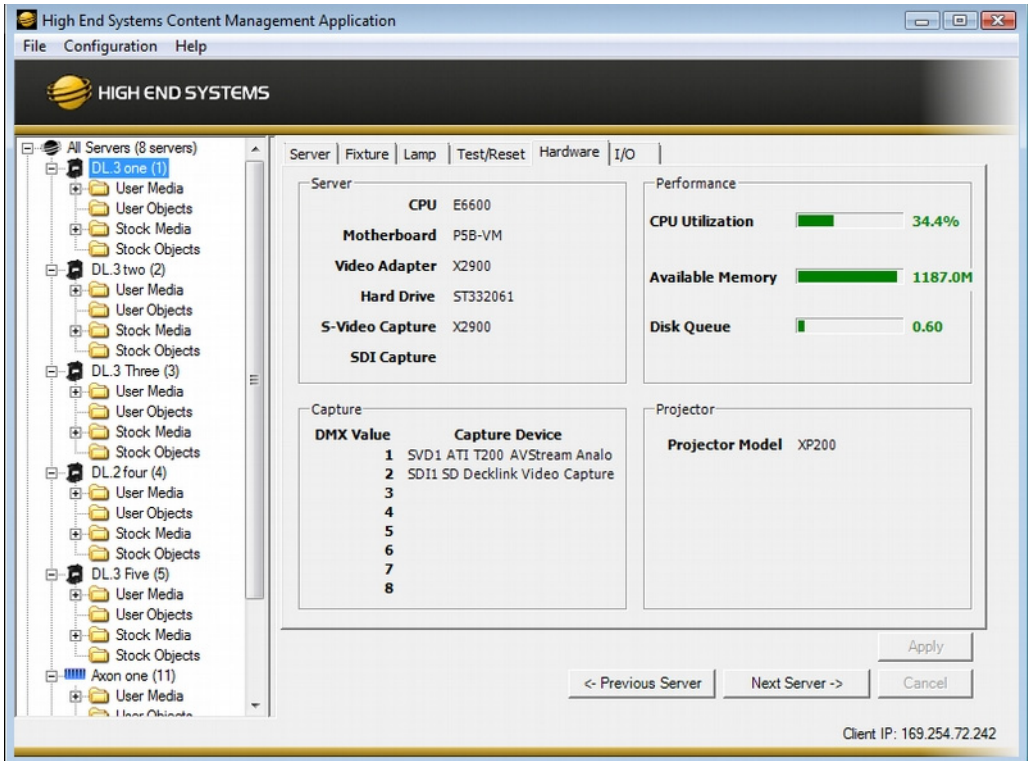 High End Systems Content Management Application
File Configuration Help
HIGH END SYSTEMS
All Servers (8 servers)
DL.3 one (1)
User Media
User Objects
Stock Media
Stock Objects
DL.3 two (2)
User Media
User Objects
Stock Media
Stock Objects
DL.3 Three (3)
User Media
User Objects
Stock Media
Stock Objects
DL.2 four (4)
User Media
User Objects
Stock Media
Stock Objects
DL.3 Five (5)
User Media
User Objects
Stock Media
Stock Objects
Axon one (11)
User Media
User Objects
Server Fixture Lamp Test/Reset Hardware I/O
Server
CPU E6600
Motherboard P5B-VM
Video Adapter X2900
Hard Drive ST332061
S-Video Capture X2900
SDI Capture
Performance
CPU Utilization 34.4%
Available Memory 1187.0M
Disk Queue 0.60
Capture
DMX Value Capture Device
1 SVD1 ATI T200 AVStream Analo
2 SDI1 SD Decklink Video Capture
3
4
5
6
7
8
Projector
Projector Model XP200
Apply
<- Previous Server Next Server -> Cancel
Client IP: 169.254.72.242